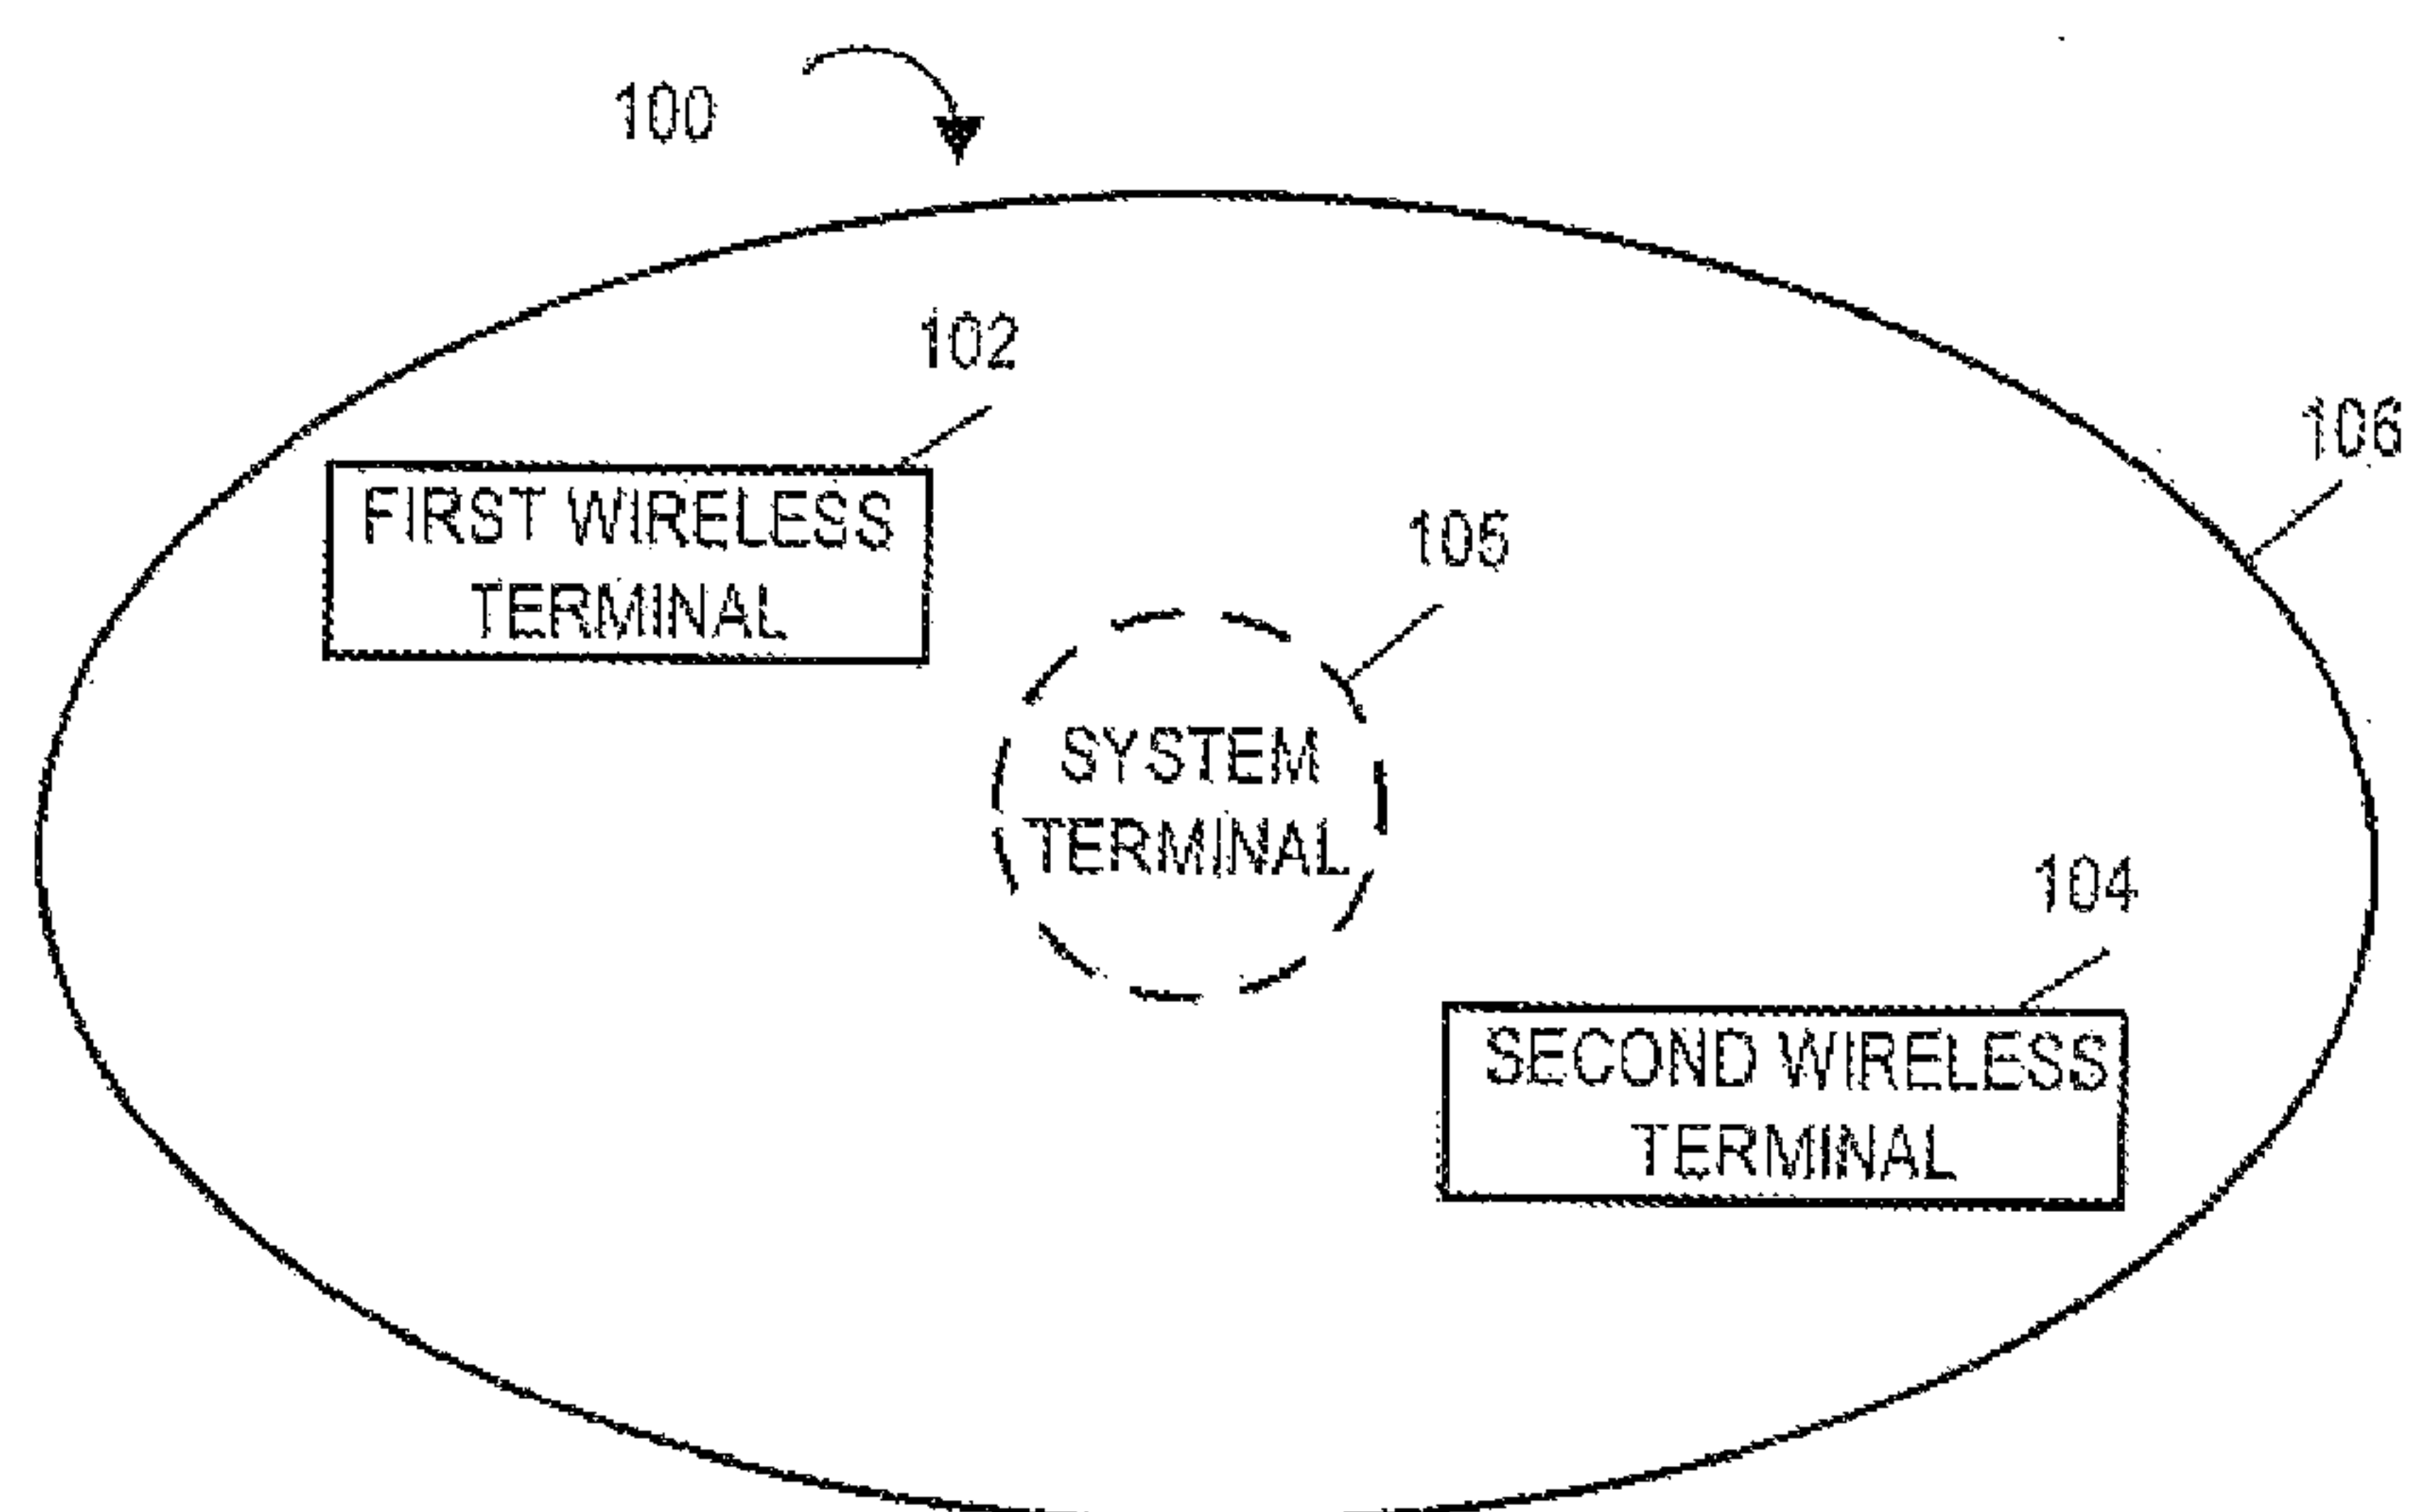 100
102
106
FIRST WIRELESS
TERMINAL
105
SYSTEM
TERMINAL
104
SECOND WIRELESS
TERMINAL